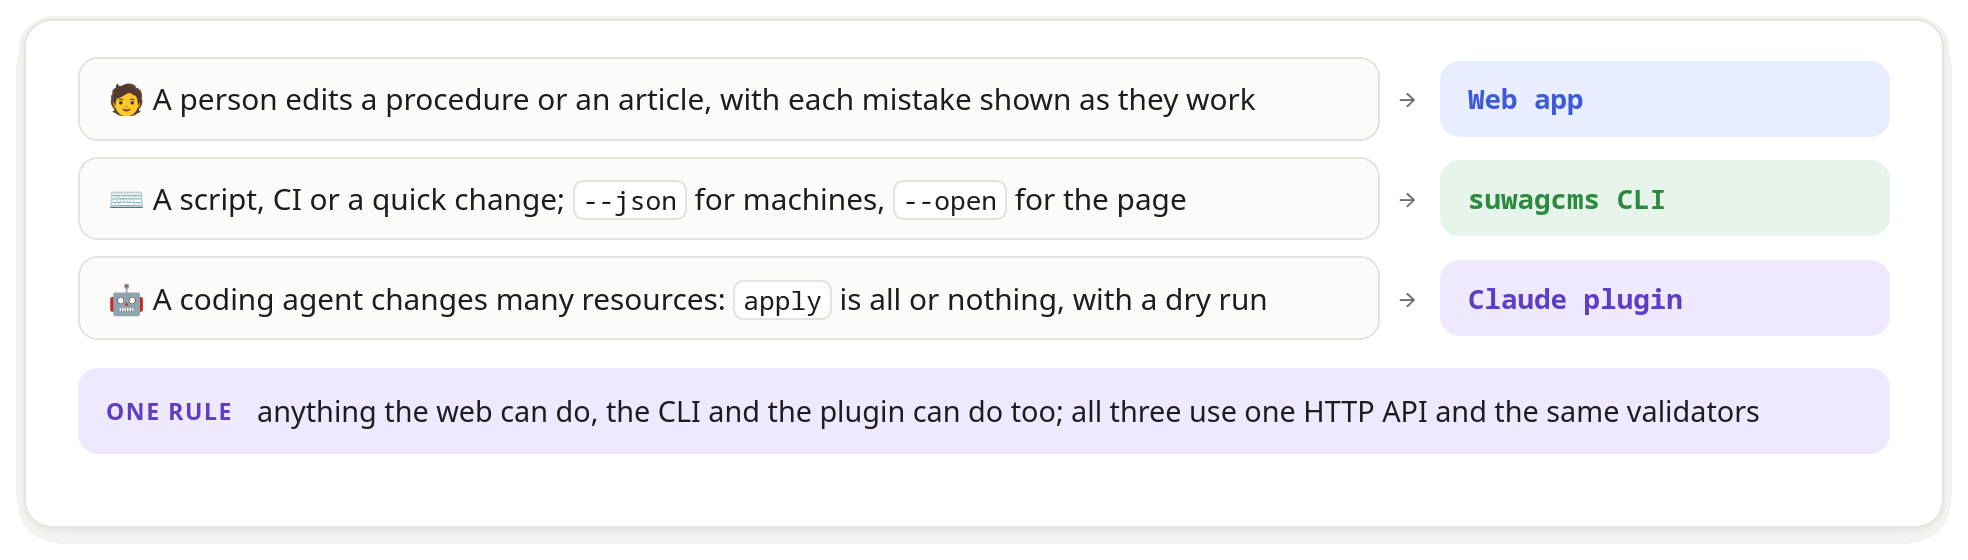 🧑 A person edits a procedure or an article, with each mistake shown as they work → Web app
⌨️ A script, CI or a quick change; --json for machines, --open for the page → suwagcms CLI
🤖 A coding agent changes many resources: apply is all or nothing, with a dry run → Claude plugin
ONE RULE anything the web can do, the CLI and the plugin can do too; all three use one HTTP API and the same validators